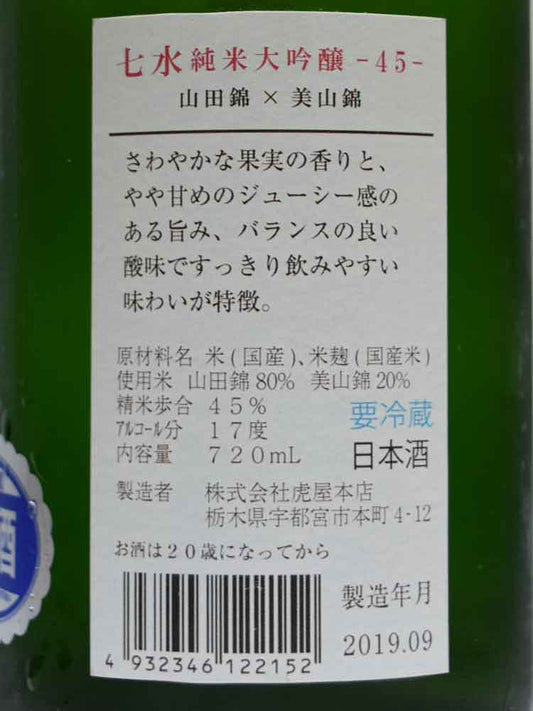 七水純米大吟醸-45-
山田錦×美山錦
さわやかな果実の香りと、
やや甘めのジューシー感の
ある旨み、バランスの良い
酸味ですっきり飲みやすい
味わいが特徴。
原材料名 米(国産)、米麹(国産米)
使用米 山田錦80% 美山錦20%
精米歩合 45%
アルコール分 17度
内容量 720mL
要冷蔵
日本酒
製造者 株式会社虎屋本店
栃木県宇都宮市本町4-12
お酒は20歳になってから
製造年月
2019.09
4 932346 122152
酒